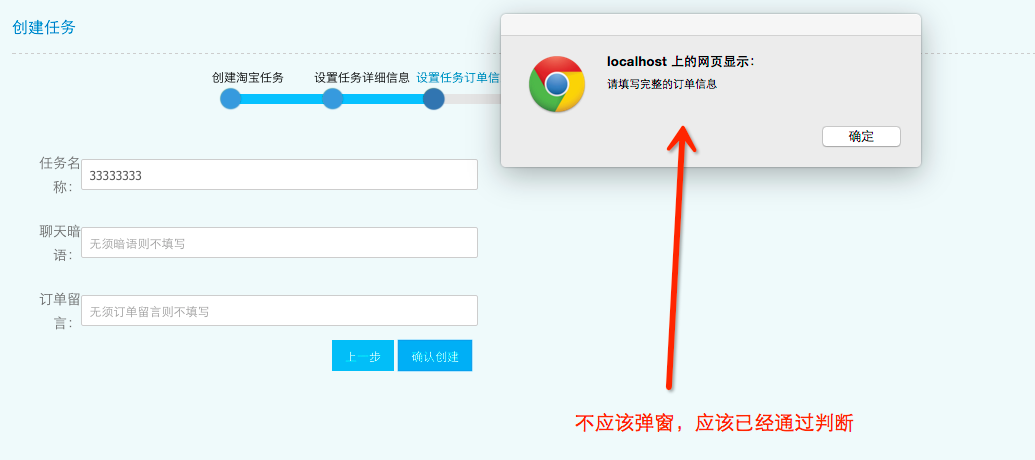 创建任务
创建淘宝任务
设置任务详细信息
设置任务订单信
localhost 上的网页显示：
请填写完整的订单信息
确定
任务名
称：
33333333
聊天暗
语：
无须暗语则不填写
订单留
言：
无须订单留言则不填写
上一步
确认创建
不应该弹窗，应该已经通过判断